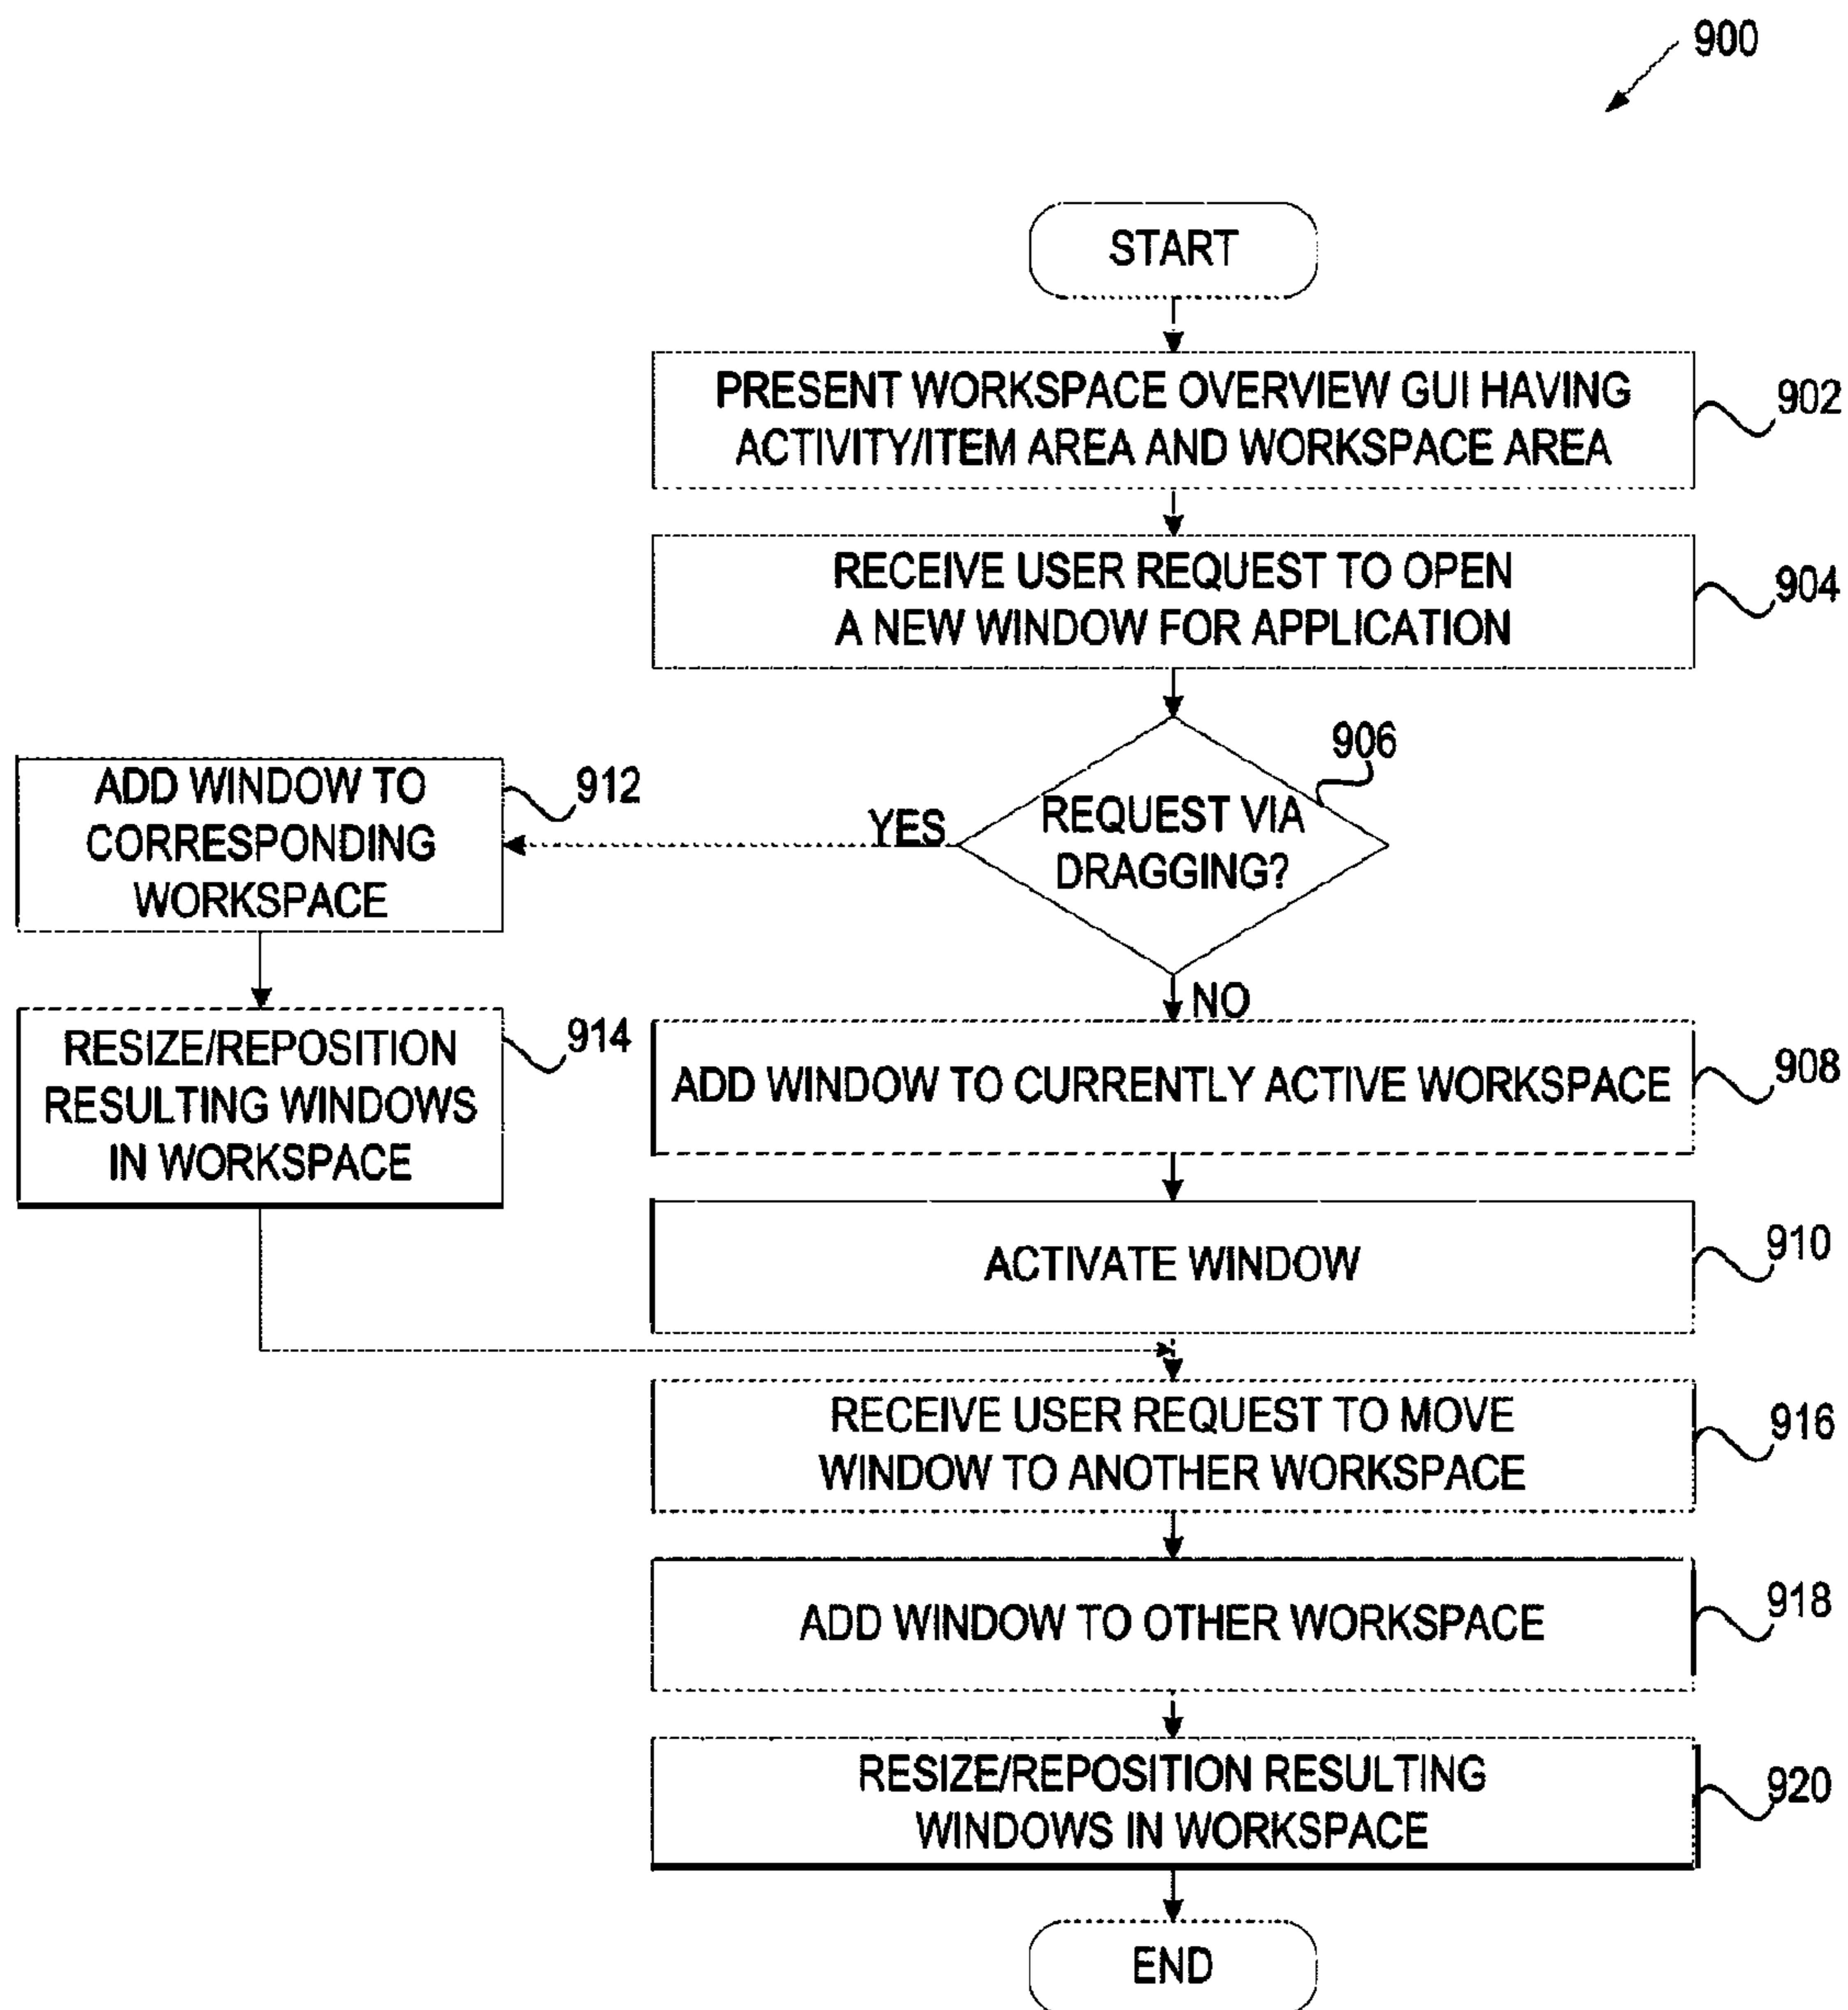 900
START
PRESENT WORKSPACE OVERVIEW GUI HAVING
ACTIVITY/ITEM AREA AND WORKSPACE AREA
902
RECEIVE USER REQUEST TO OPEN
A NEW WINDOW FOR APPLICATION
904
906
REQUEST VIA
DRAGGING?
YES
ADD WINDOW TO
CORRESPONDING
WORKSPACE
912
NO
RESIZE/REPOSITION
RESULTING WINDOWS
IN WORKSPACE
914
ADD WINDOW TO CURRENTLY ACTIVE WORKSPACE
908
ACTIVATE WINDOW
910
RECEIVE USER REQUEST TO MOVE
WINDOW TO ANOTHER WORKSPACE
916
ADD WINDOW TO OTHER WORKSPACE
918
RESIZE/REPOSITION RESULTING
WINDOWS IN WORKSPACE
920
END